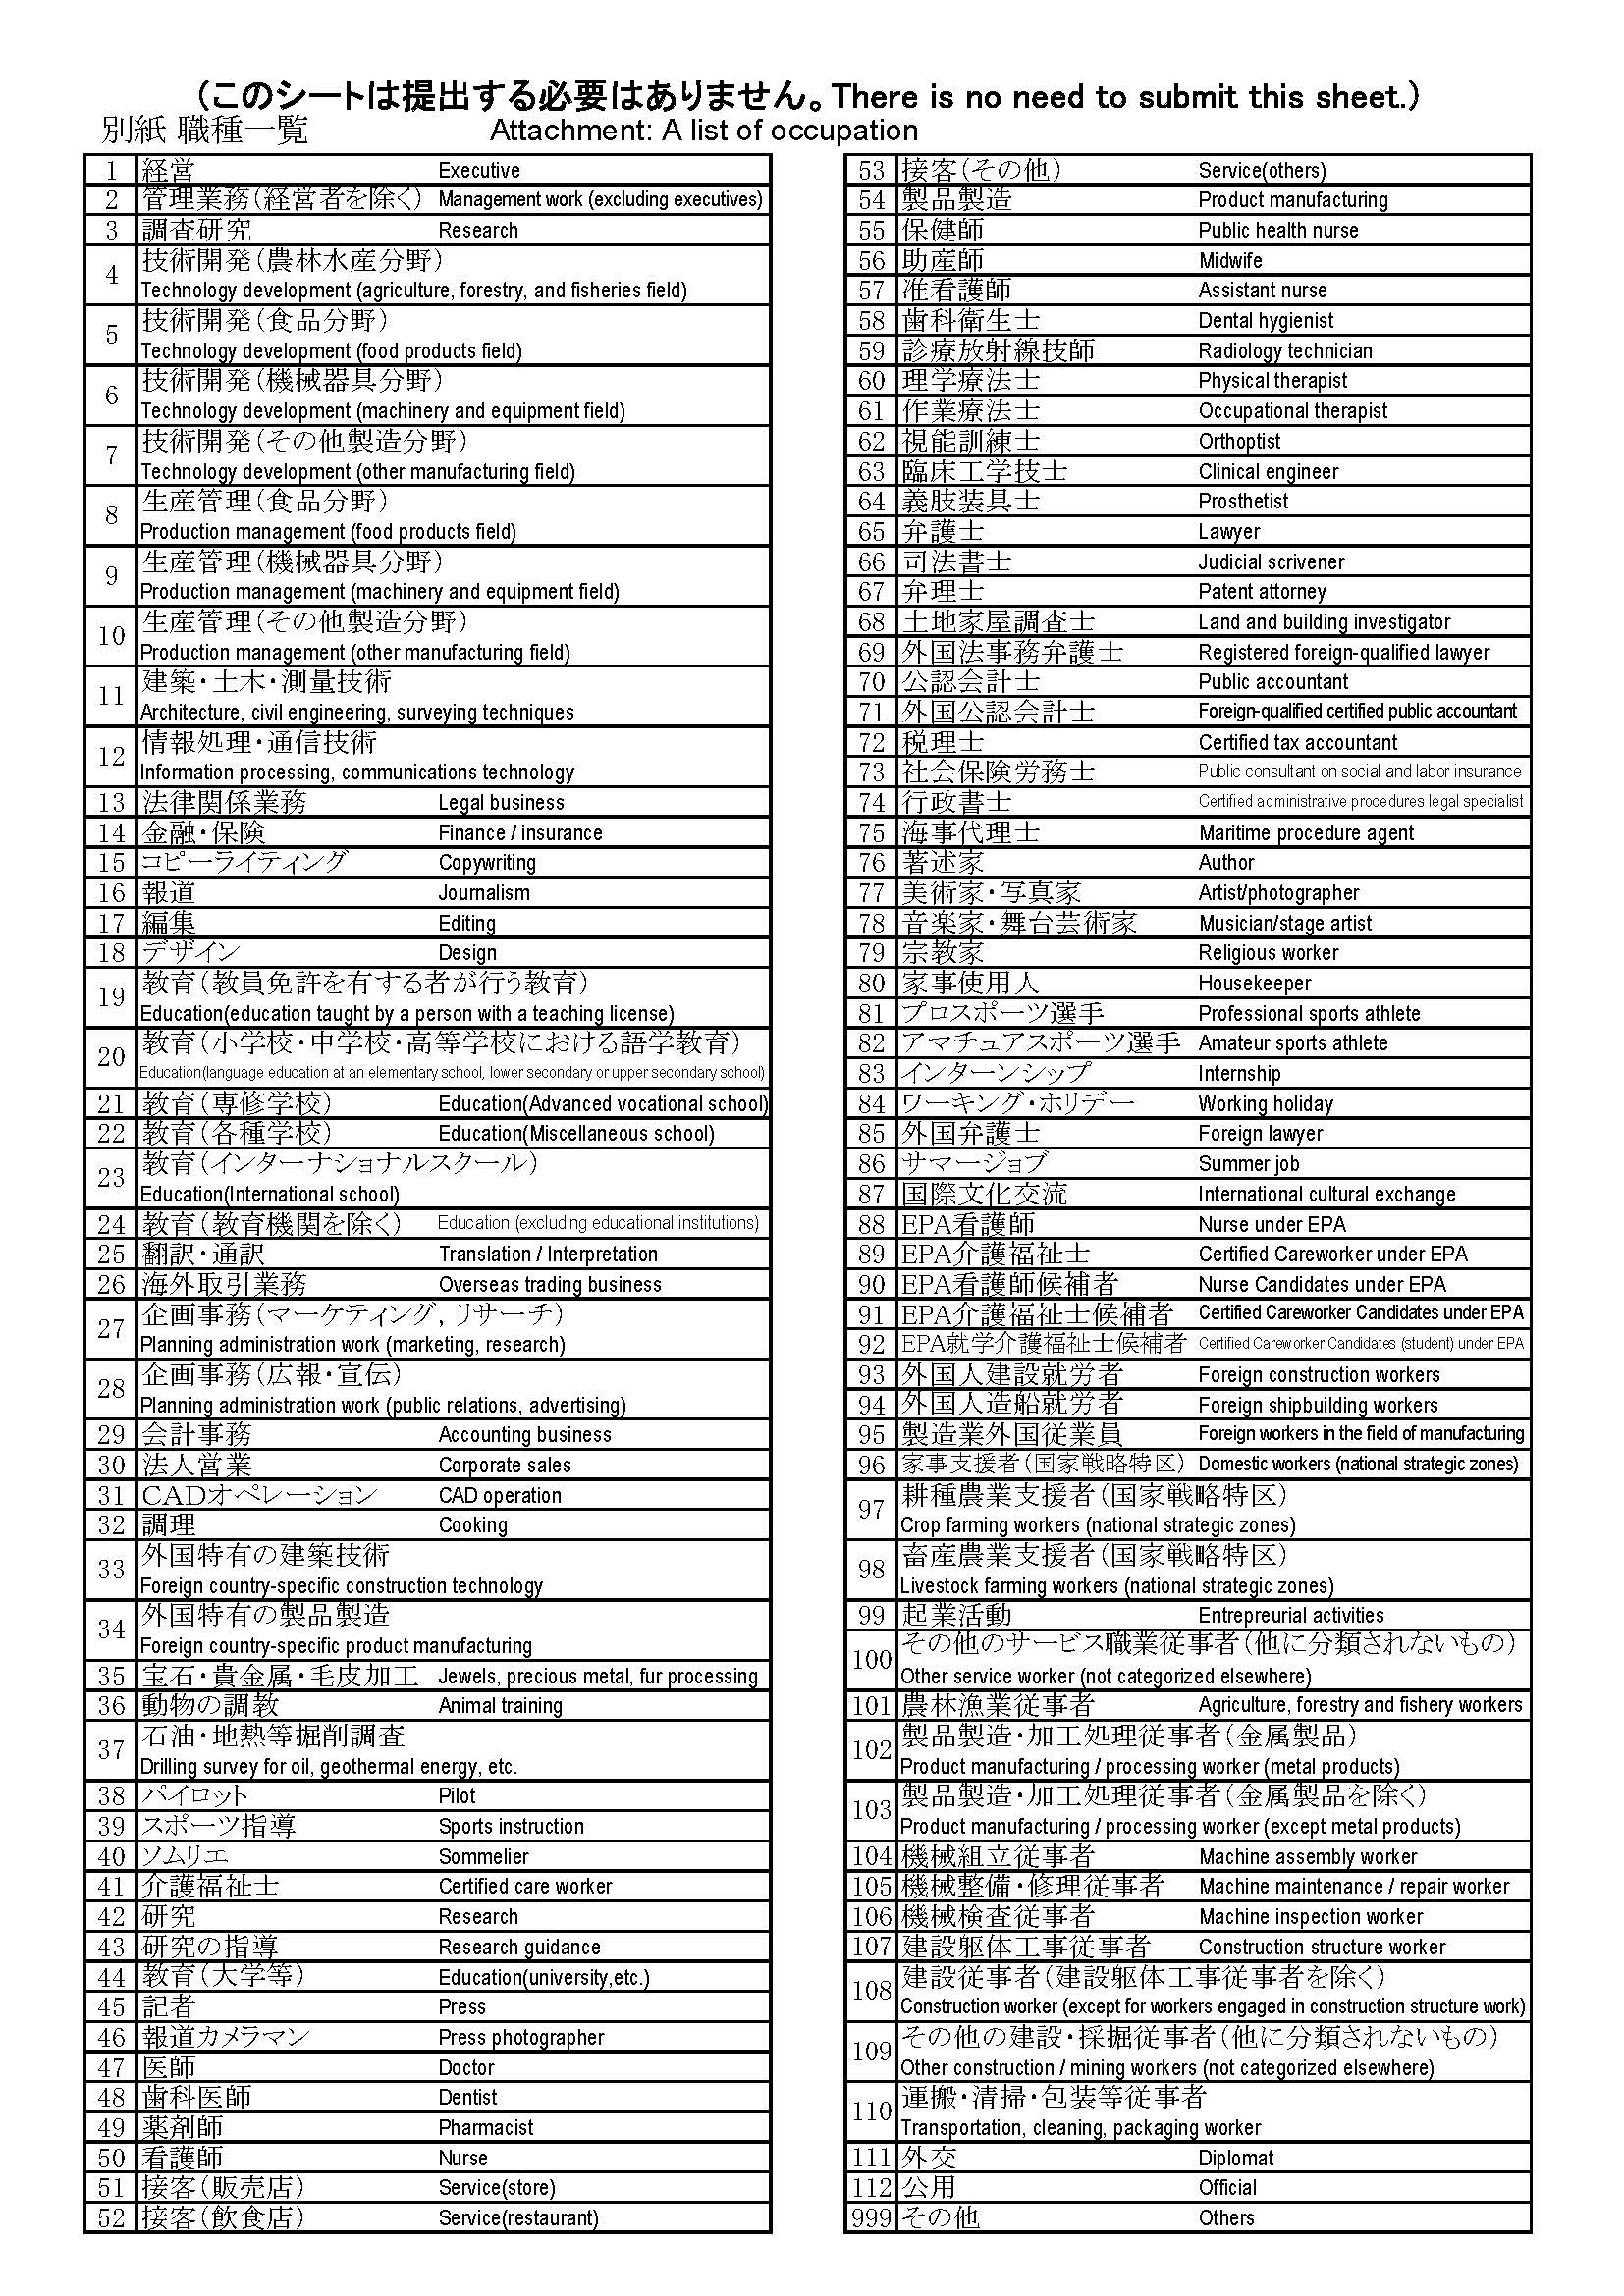 （このシートは提出する必要はありません。There is no need to submit this sheet.）
別紙 職種一覧 Attachment: A list of occupation
1 経営 Executive
2 管理業務（経営者を除く） Management work (excluding executives)
3 調査研究 Research
4 技術開発（農林水産分野）
Technology development (agriculture, forestry, and fisheries field)
5 技術開発（食品分野）
Technology development (food products field)
6 技術開発（機械器具分野）
Technology development (machinery and equipment field)
7 技術開発（その他製造分野）
Technology development (other manufacturing field)
8 生産管理（食品分野）
Production management (food products field)
9 生産管理（機械器具分野）
Production management (machinery and equipment field)
10 生産管理（その他製造分野）
Production management (other manufacturing field)
11 建築・土木・測量技術
Architecture, civil engineering, surveying techniques
12 情報処理・通信技術
Information processing, communications technology
13 法律関係業務 Legal business
14 金融・保険 Finance / insurance
15 コピーライティング Copywriting
16 報道 Journalism
17 編集 Editing
18 デザイン Design
19 教育（教員免許を有する者が行う教育）
Education(education taught by a person with a teaching license)
20 教育（小学校・中学校・高等学校における語学教育）
Education(language education at an elementary school, lower secondary or upper secondary school)
21 教育（専修学校） Education(Advanced vocational school)
22 教育（各種学校） Education(Miscellaneous school)
23 教育（インターナショナルスクール）
Education(International school)
24 教育（教育機関を除く） Education (excluding educational institutions)
25 翻訳・通訳 Translation / Interpretation
26 海外取引業務 Overseas trading business
27 企画事務（マーケティング，リサーチ）
Planning administration work (marketing, research)
28 企画事務（広報・宣伝）
Planning administration work (public relations, advertising)
29 会計事務 Accounting business
30 法人営業 Corporate sales
31 CADオペレーション CAD operation
32 調理 Cooking
33 外国特有の建築技術
Foreign country-specific construction technology
34 外国特有の製品製造
Foreign country-specific product manufacturing
35 宝石・貴金属・毛皮加工 Jewels, precious metal, fur processing
36 動物の調教 Animal training
37 石油・地熱等掘削調査
Drilling survey for oil, geothermal energy, etc.
38 パイロット Pilot
39 スポーツ指導 Sports instruction
40 ソムリエ Sommelier
41 介護福祉士 Certified care worker
42 研究 Research
43 研究の指導 Research guidance
44 教育（大学等） Education(university,etc.)
45 記者 Press
46 報道カメラマン Press photographer
47 医師 Doctor
48 歯科医師 Dentist
49 薬剤師 Pharmacist
50 看護師 Nurse
51 接客（販売店） Service(store)
52 接客（飲食店） Service(restaurant)
53 接客（その他） Service(others)
54 製品製造 Product manufacturing
55 保健師 Public health nurse
56 助産師 Midwife
57 准看護師 Assistant nurse
58 歯科衛生士 Dental hygienist
59 診療放射線技師 Radiology technician
60 理学療法士 Physical therapist
61 作業療法士 Occupational therapist
62 視能訓練士 Orthoptist
63 臨床工学技士 Clinical engineer
64 義肢装具士 Prosthetist
65 弁護士 Lawyer
66 司法書士 Judicial scrivener
67 弁理士 Patent attorney
68 土地家屋調査士 Land and building investigator
69 外国法事務弁護士 Registered foreign-qualified lawyer
70 公認会計士 Public accountant
71 外国公認会計士 Foreign-qualified certified public accountant
72 税理士 Certified tax accountant
73 社会保険労務士 Public consultant on social and labor insurance
74 行政書士 Certified administrative procedures legal specialist
75 海事代理士 Maritime procedure agent
76 著述家 Author
77 美術家・写真家 Artist/photographer
78 音楽家・舞台芸術家 Musician/stage artist
79 宗教家 Religious worker
80 家事使用人 Housekeeper
81 プロスポーツ選手 Professional sports athlete
82 アマチュアスポーツ選手 Amateur sports athlete
83 インターンシップ Internship
84 ワーキング・ホリデー Working holiday
85 外国弁護士 Foreign lawyer
86 サマージョブ Summer job
87 国際文化交流 International cultural exchange
88 EPA看護師 Nurse under EPA
89 EPA介護福祉士 Certified Careworker under EPA
90 EPA看護師候補者 Nurse Candidates under EPA
91 EPA介護福祉士候補者 Certified Careworker Candidates under EPA
92 EPA就学介護福祉士候補者 Certified Careworker Candidates (student) under EPA
93 外国人建設就労者 Foreign construction workers
94 外国人造船就労者 Foreign shipbuilding workers
95 製造業外国従業員 Foreign workers in the field of manufacturing
96 家事支援者（国家戦略特区） Domestic workers (national strategic zones)
97 耕種農業支援者（国家戦略特区）
Crop farming workers (national strategic zones)
98 畜産農業支援者（国家戦略特区）
Livestock farming workers (national strategic zones)
99 起業活動 Entrepreurial activities
100 その他のサービス職業従事者（他に分類されないもの）
Other service worker (not categorized elsewhere)
101 農林漁業従事者 Agriculture, forestry and fishery workers
102 製品製造・加工処理従事者（金属製品）
Product manufacturing / processing worker (metal products)
103 製品製造・加工処理従事者（金属製品を除く）
Product manufacturing / processing worker (except metal products)
104 機械組立従事者 Machine assembly worker
105 機械整備・修理従事者 Machine maintenance / repair worker
106 機械検査従事者 Machine inspection worker
107 建設躯体工事従事者 Construction structure worker
108 建設従事者（建設躯体工事従事者を除く）
Construction worker (except for workers engaged in construction structure work)
109 その他の建設・採掘従事者（他に分類されないもの）
Other construction / mining workers (not categorized elsewhere)
110 運搬・清掃・包装等従事者
Transportation, cleaning, packaging worker
111 外交 Diplomat
112 公用 Official
999 その他 Others